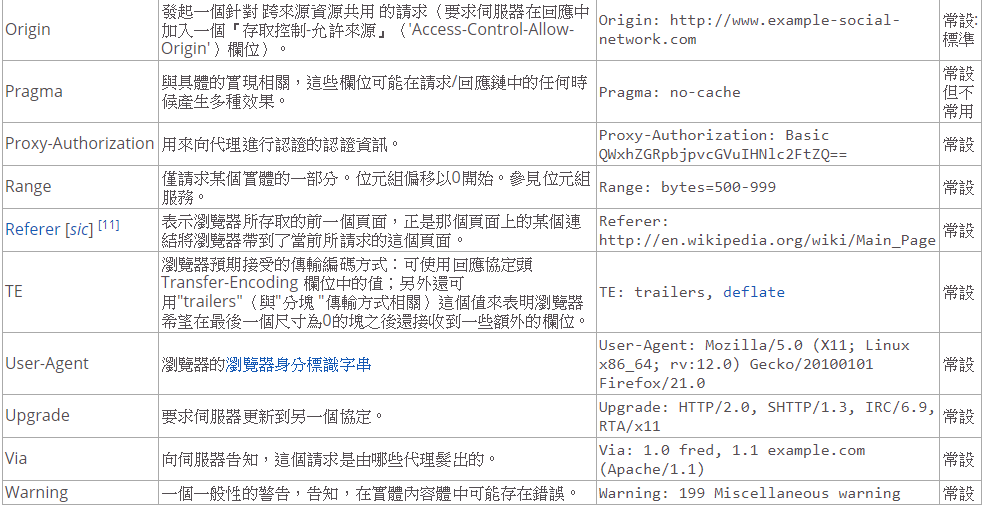 Origin
發起一個針對 跨來源資源共用 的請求（要求伺服器在回應中
加入一個『存取控制-允許來源』（'Access-Control-Allow-
Origin'）欄位）。
Origin: http://www.example-social-
network.com
常設:
標準
Pragma
與具體的實現相關，這些欄位可能在請求/回應鏈中的任何時
候產生多種效果。
Pragma: no-cache
常設
但不
常用
Proxy-Authorization
用來向代理進行認證的認證資訊。
Proxy-Authorization: Basic
QWxhZGRpbjpvcGVuIHNlc2FtZQ==
常設
Range
僅請求某個實體的一部分。位元組偏移以0開始。參見位元組
服務。
Range: bytes=500-999
常設
Referer [sic] [11]
表示瀏覽器所存取的前一個頁面，正是那個頁面上的某個連
結將瀏覽器帶到了當前所請求的這個頁面。
Referer:
http://en.wikipedia.org/wiki/Main_Page
常設
TE
瀏覽器預期接受的傳輸編碼方式：可使用回應協定頭
Transfer-Encoding 欄位中的值；另外還可
用"trailers"（與"分塊 "傳輸方式相關）這個值來表明瀏覽器
希望在最後一個尺寸為0的塊之後還接收到一些額外的欄位。
TE: trailers, deflate
常設
User-Agent
瀏覽器的瀏覽器身分標識字串
User-Agent: Mozilla/5.0 (X11; Linux
x86_64; rv:12.0) Gecko/20100101
Firefox/21.0
常設
Upgrade
要求伺服器更新到另一個協定。
Upgrade: HTTP/2.0, SHTTP/1.3, IRC/6.9,
RTA/x11
常設
Via
向伺服器告知，這個請求是由哪些代理髮出的。
Via: 1.0 fred, 1.1 example.com
(Apache/1.1)
常設
Warning
一個一般性的警告，告知，在實體內容體中可能存在錯誤。
Warning: 199 Miscellaneous warning
常設